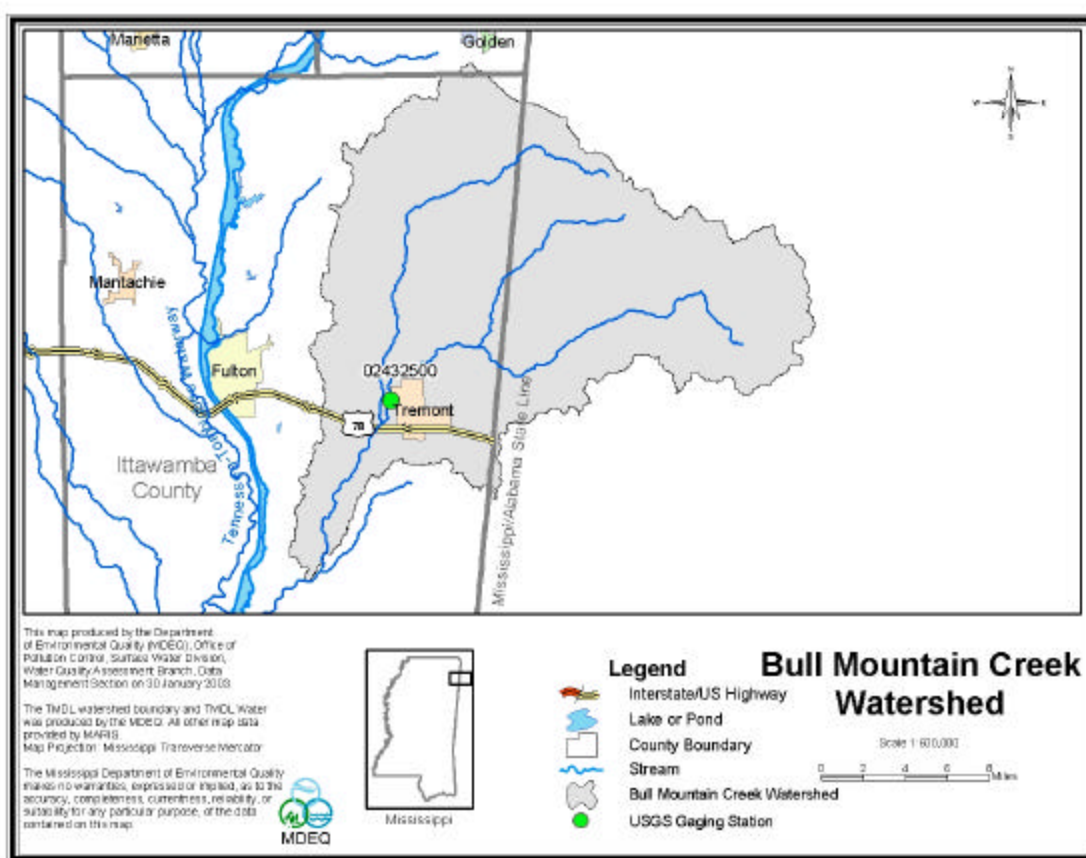 Marietta
Golden
N
W
E
S
Mantachie
Fulton
02432500
Tremont
78
Ittawamba
County
Mississippi/Alabama State Line
This map produced by the Department
of Environmental Quality (MDEQ), Office of
Pollution Control, Surface Water Division,
Water Quality Assessment Branch, Data
Management Section on 30 January 2003
The TMDL watershed boundary and TMDL Water
was produced by the MDEQ. All other map data
provided by MARIS.
Map Projection: Mississippi Transverse Mercator
The Mississippi Department of Environmental Quality
makes no warranties, expressed or implied, as to the
accuracy, completeness, currentness, reliability, or
suitability for any particular purpose, of the data
contained on this map.
MDEQ
Mississippi
Legend
Interstate/US Highway
Lake or Pond
County Boundary
Stream
Bull Mountain Creek Watershed
USGS Gaging Station
Bull Mountain Creek
Watershed
Scale 1:600,000
0 2 4 6 8
Miles